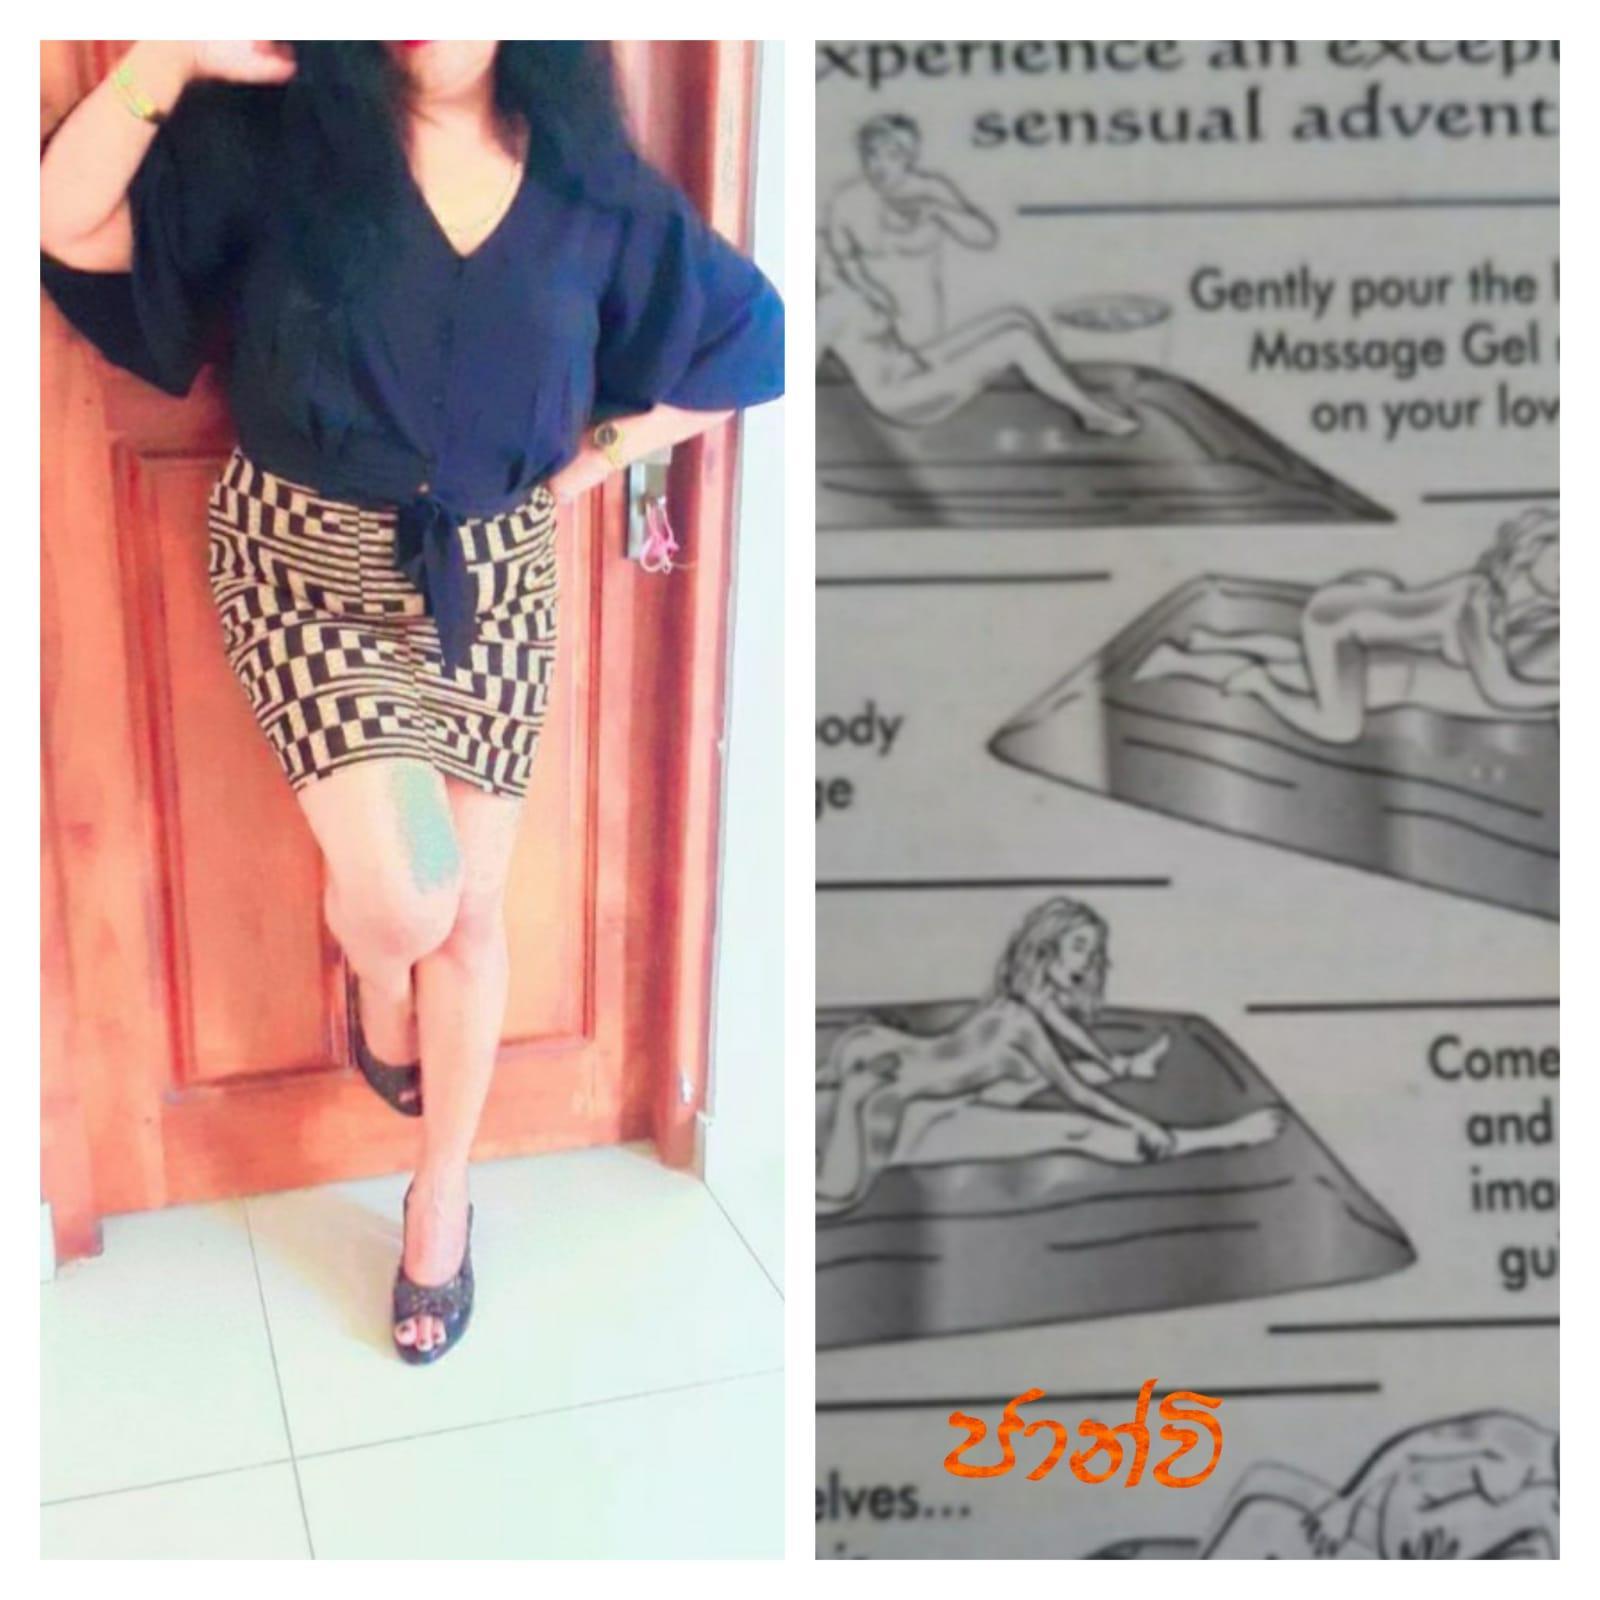 xperience an excep
sensual advent
Gently pour the
Massage Gel
on your lov
ody
ge
Come
and
ima
gu
ජාන්වි
elves...